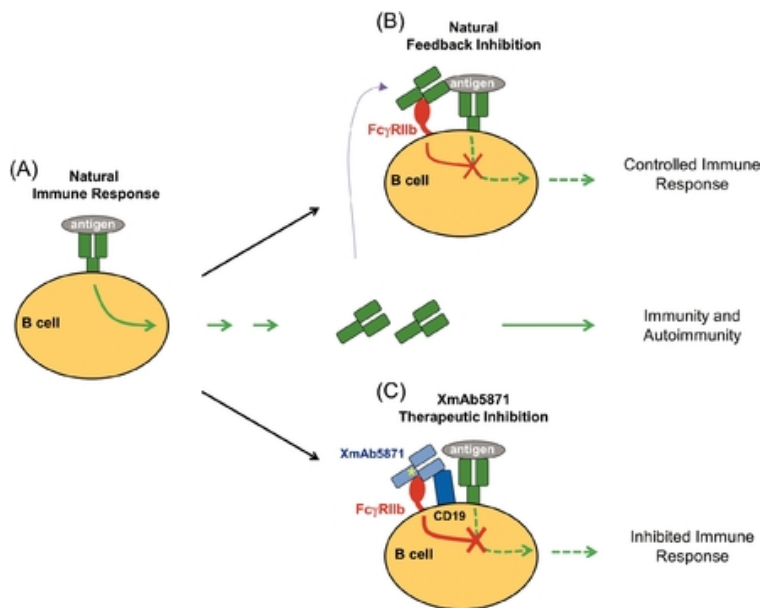 (A)
Natural
Immune Response
antigen
B cell
(B)
Natural
Feedback Inhibition
antigen
FcγRIIb
B cell
Controlled Immune
Response
Immunity and
Autoimmunity
(C)
XmAb5871
Therapeutic Inhibition
antigen
XmAb5871
FcγRIIb
CD19
B cell
Inhibited Immune
Response